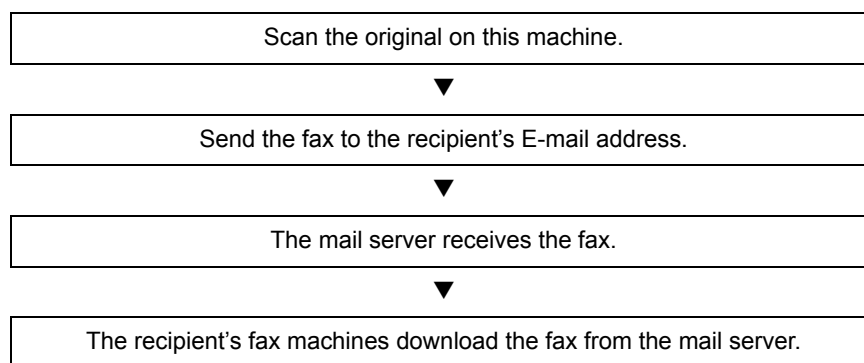 Scan the original on this machine.
Send the fax to the recipient’s E-mail address.
The mail server receives the fax.
The recipient’s fax machines download the fax from the mail server.